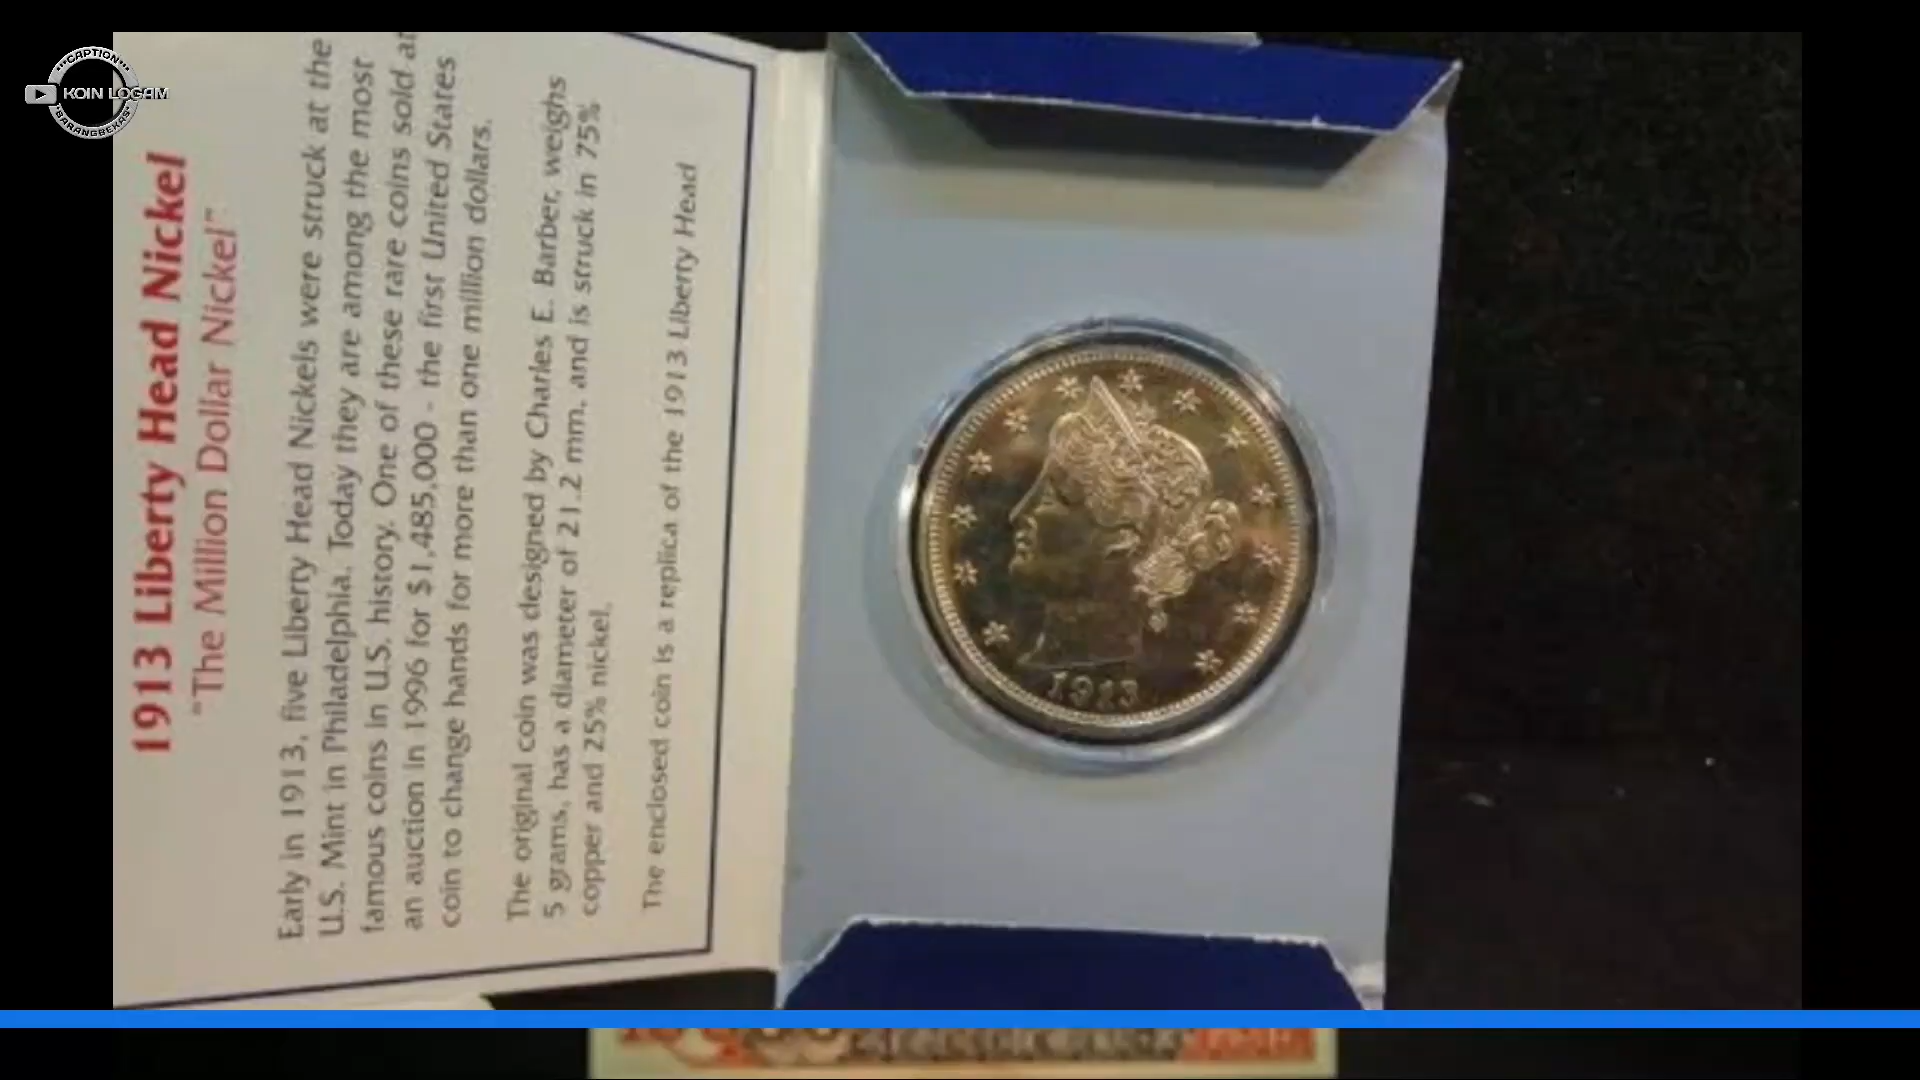 CAPTION
KOIN LOGAM
BARANGBEKAS
1913 Liberty Head Nickel
"The Million Dollar Nickel"
Early in 1913, five Liberty Head Nickels were struck at the
U.S. Mint in Philadelphia. Today they are among the most
famous coins in U.S. history. One of these rare coins sold at
an auction in 1996 for $1,485,000 - the first United States
coin to change hands for more than one million dollars.
The original coin was designed by Charles E. Barber, weighs
5 grams, has a diameter of 21.2 mm, and is struck in 75%
copper and 25% nickel.
The enclosed coin is a replica of the 1913 Liberty Head
1913